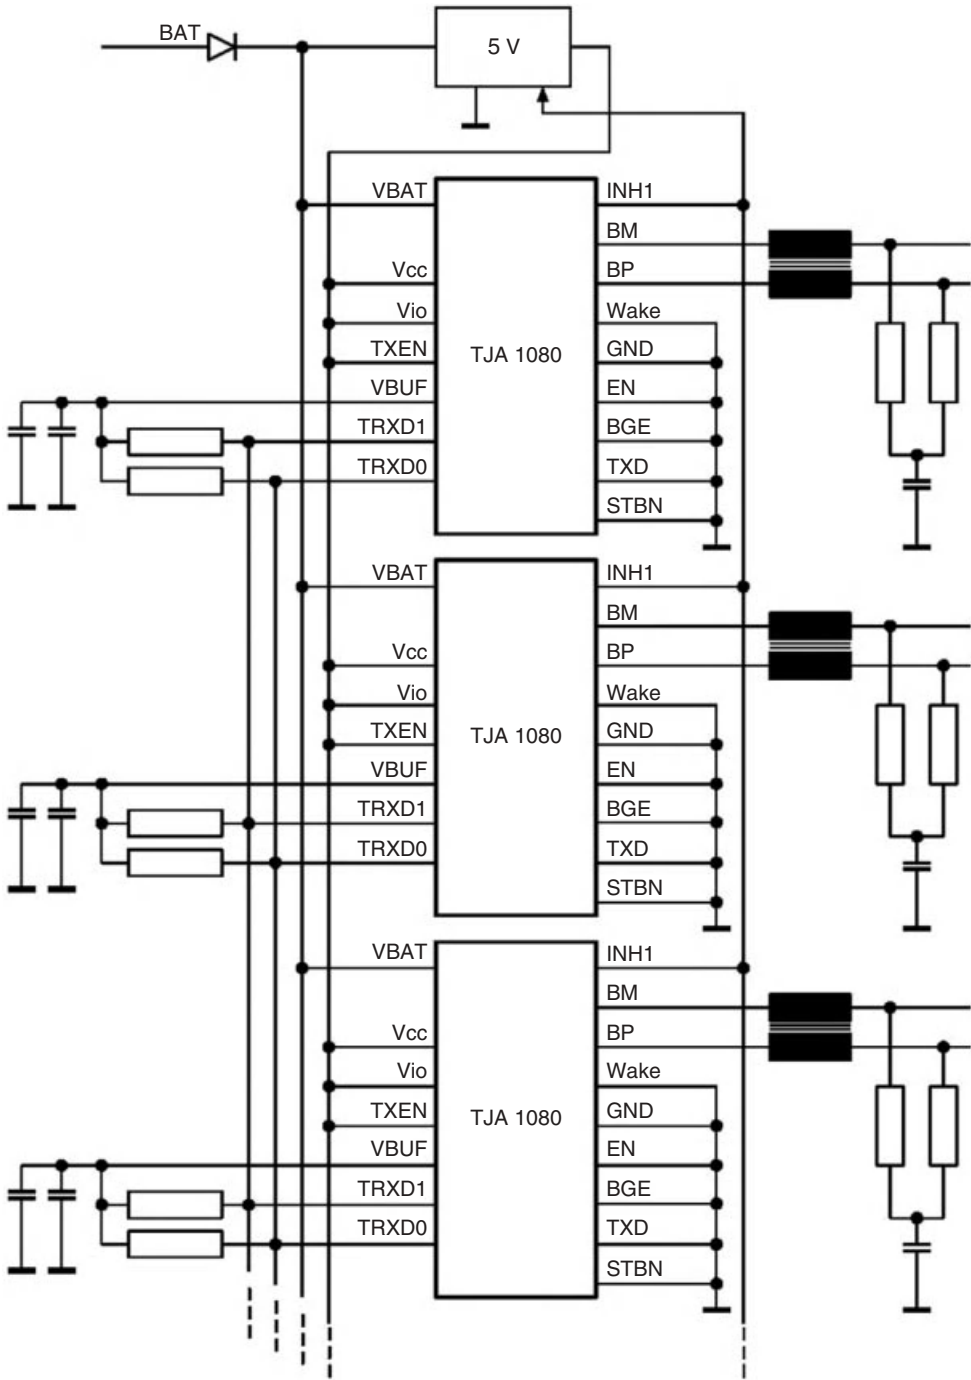 BAT
5 V
VBAT
INH1
BM
Vcc
BP
Vio
Wake
TXEN
TJA 1080
GND
VBUF
EN
TRXD1
BGE
TRXD0
TXD
STBN
VBAT
INH1
BM
Vcc
BP
Vio
Wake
TXEN
TJA 1080
GND
VBUF
EN
TRXD1
BGE
TRXD0
TXD
STBN
VBAT
INH1
BM
Vcc
BP
Vio
Wake
TXEN
TJA 1080
GND
VBUF
EN
TRXD1
BGE
TRXD0
TXD
STBN